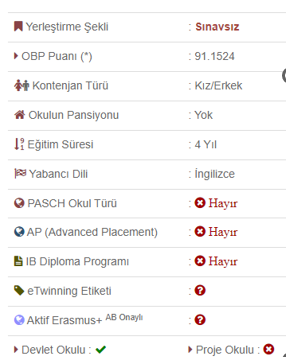 Yerleştirme Şekli : Sınavsız
OBP Puanı (*) : 91.1524
Kontenjan Türü : Kız/Erkek
Okulun Pansiyonu : Yok
Eğitim Süresi : 4 Yıl
Yabancı Dili : İngilizce
PASCH Okul Türü : Hayır
AP (Advanced Placement) : Hayır
IB Diploma Programı : Hayır
eTwinning Etiketi :
Aktif Erasmus+ AB Onaylı :
Devlet Okulu : Proje Okulu :